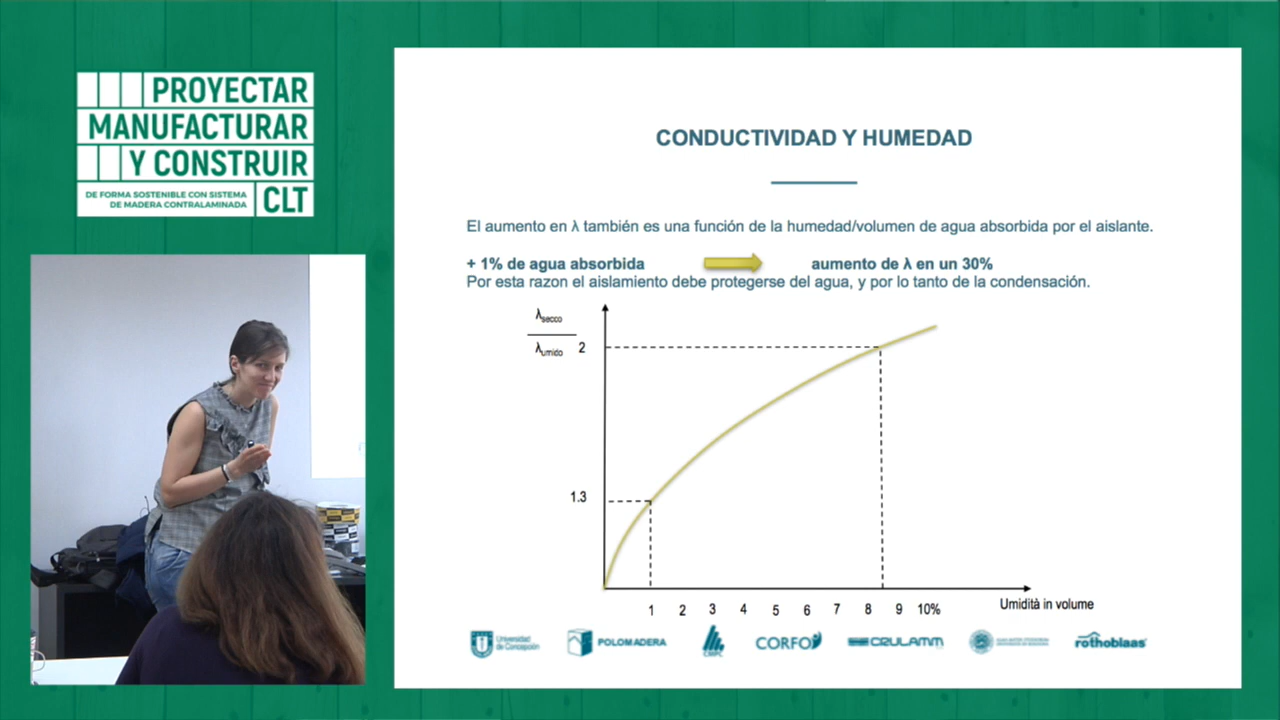 PROYECTAR
MANUFACTURAR
Y CONSTRUIR
DE FORMA SOSTENIBLE CON SISTEMA
DE MADERA CONTRALAMINADA
CLT
CONDUCTIVIDAD Y HUMEDAD
El aumento en λ también es una función de la humedad/volumen de agua absorbida por el aislante.
+ 1% de agua absorbida
aumento de λ en un 30%
Por esta razon el aislamiento debe protegerse del agua, y por lo tanto de la condensación.
λsecco
λumido
2
1.3
1 2 3 4 5 6 7 8 9 10%
Umidità in volume
Universidad
de Concepción
POLOMADERA
CMPC
CORFO
CRULAMM
rothoblaas